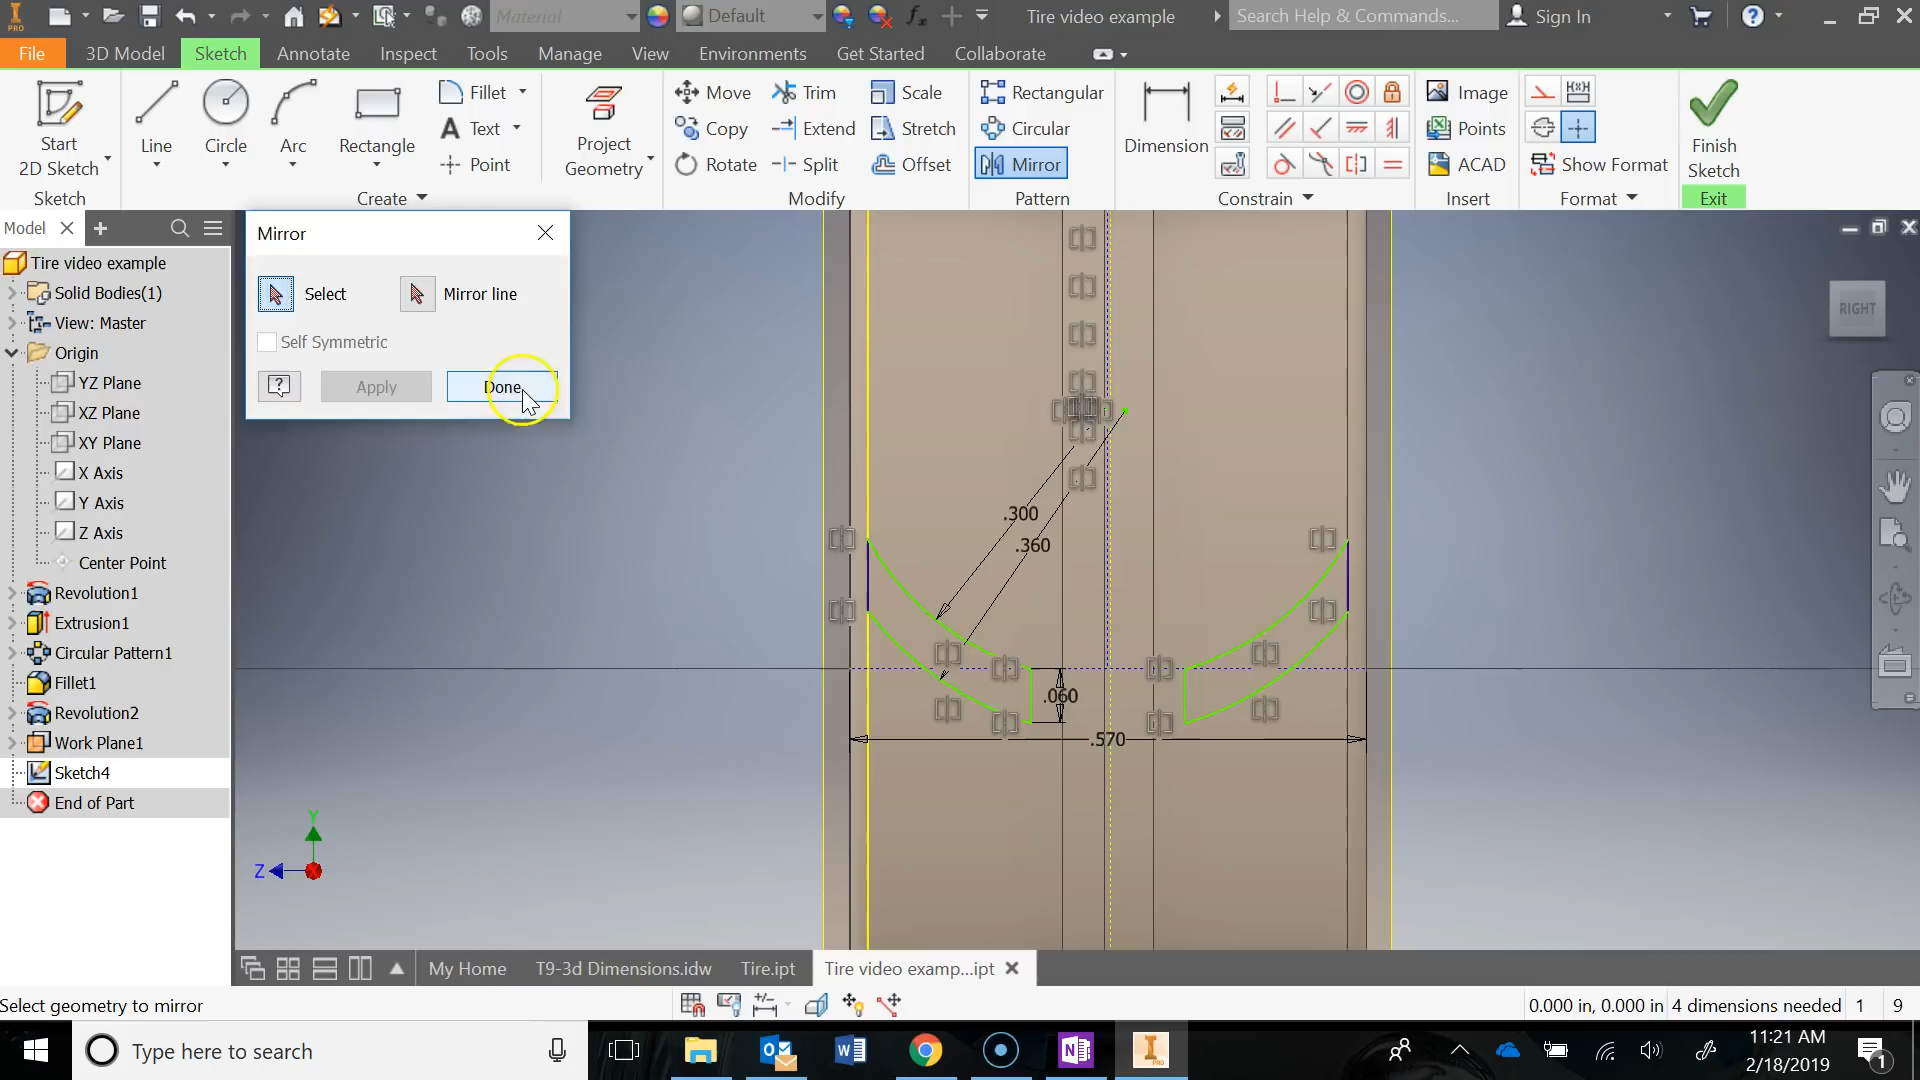 PRO
Material
Default
Tire video example
Search Help & Commands...
Sign In
File
3D Model
Sketch
Annotate
Inspect
Tools
Manage
View
Environments
Get Started
Collaborate
Start
2D Sketch
Line
Circle
Arc
Rectangle
Fillet
Text
Point
Project
Geometry
Move
Copy
Rotate
Trim
Extend
Split
Scale
Stretch
Offset
Rectangular
Circular
Mirror
Dimension
Image
Points
ACAD
Show Format
Finish
Sketch
Sketch
Create
Modify
Pattern
Constrain
Insert
Format
Exit
Model
Tire video example
Solid Bodies(1)
View: Master
Origin
YZ Plane
XZ Plane
XY Plane
X Axis
Y Axis
Z Axis
Center Point
Revolution1
Extrusion1
Circular Pattern1
Fillet1
Revolution2
Work Plane1
Sketch4
End of Part
Mirror
Select
Mirror line
Self Symmetric
Apply
Done
RIGHT
.300
.360
.060
.570
Y
Z
My Home
T9-3d Dimensions.idw
Tire.ipt
Tire video examp...ipt
Select geometry to mirror
0.000 in, 0.000 in 4 dimensions needed 1 9
Type here to search
11:21 AM
2/18/2019
1